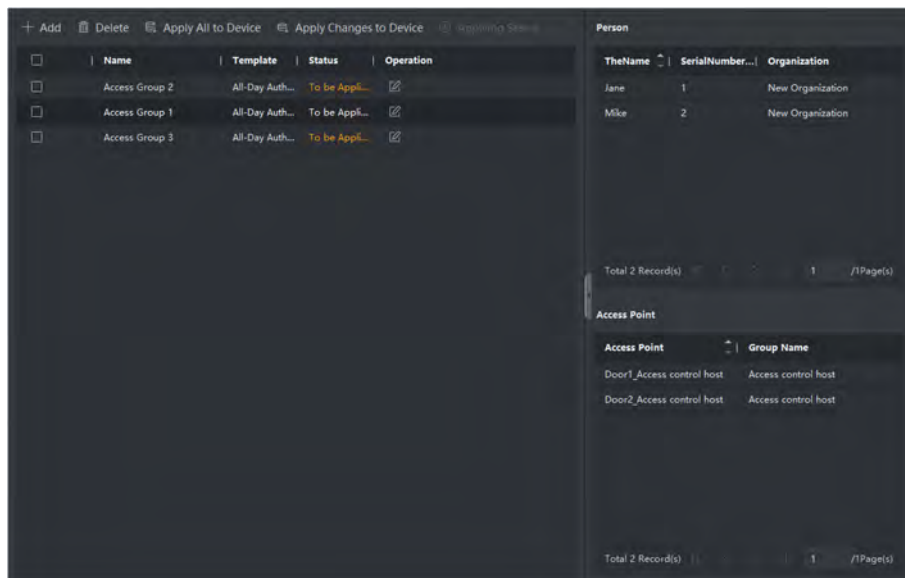 Add Delete Apply All to Device Apply Changes to Device Applying Status
Name Template Status Operation
Access Group 2 All-Day Auth... To be Appli...
Access Group 1 All-Day Auth... To be Appli...
Access Group 3 All-Day Auth... To be Appli...
Person
TheName SerialNumber... Organization
Jane 1 New Organization
Mike 2 New Organization
Total 2 Record(s) 1 /1Page(s)
Access Point
Access Point Group Name
Door1_Access control host Access control host
Door2_Access control host Access control host
Total 2 Record(s) 1 /1Page(s)